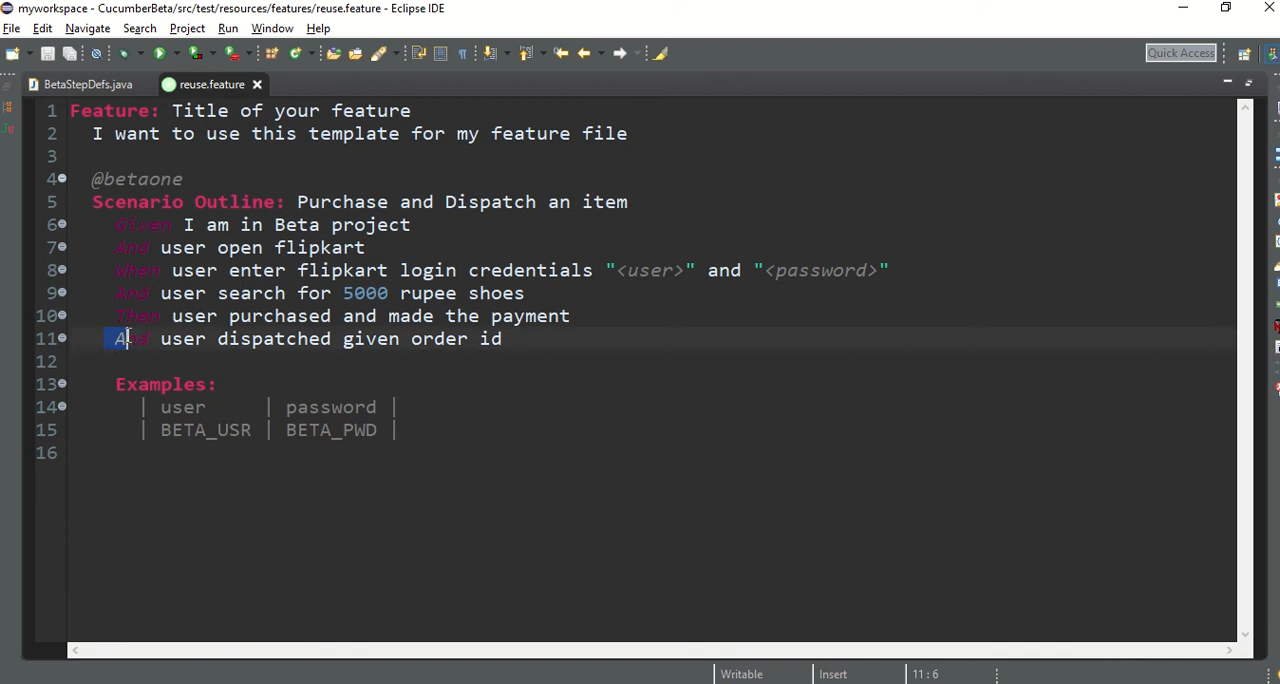 myworkspace - CucumberBeta/src/test/resources/features/reuse.feature - Eclipse IDE
File Edit Navigate Search Project Run Window Help
Quick Access
BetaStepDefs.java reuse.feature
1 Feature: Title of your feature
2 I want to use this template for my feature file
3
4 @betaone
5 Scenario Outline: Purchase and Dispatch an item
6 Given I am in Beta project
7 And user open flipkart
8 When user enter flipkart login credentials "<user>" and "<password>"
9 And user search for 5000 rupee shoes
10 Then user purchased and made the payment
11 And user dispatched given order id
12
13 Examples:
14 | user | password |
15 | BETA_USR | BETA_PWD |
16
Writable Insert 11:6